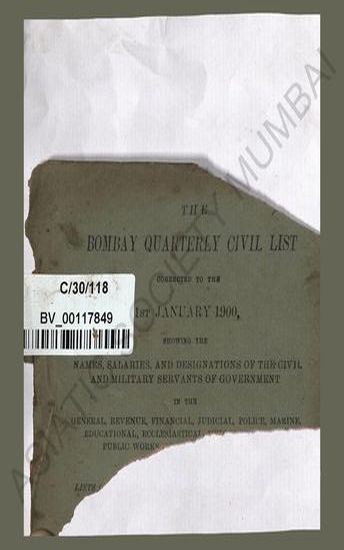 THE
BOMBAY QUARTERLY CIVIL LIST
CORRECTED TO THE
1ST JANUARY 1900,
SHOWING THE
NAMES, SALARIES, AND DESIGNATIONS OF THE CIVIL
AND MILITARY SERVANTS OF GOVERNMENT
IN THE
GENERAL, REVENUE, FINANCIAL, JUDICIAL, POLICE, MARINE,
EDUCATIONAL, ECCLESIASTICAL,
PUBLIC WORKS
C/30/118
BV_00117849
ASIATIC SOCIETY MUMBAI